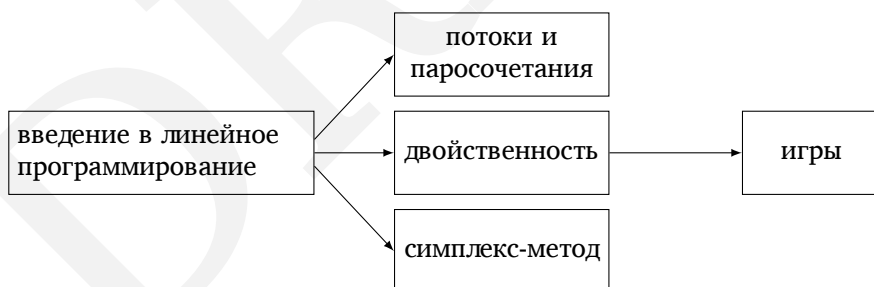 потоки и
паросочетания
введение в линейное
программирование
двойственность
игры
симплекс-метод